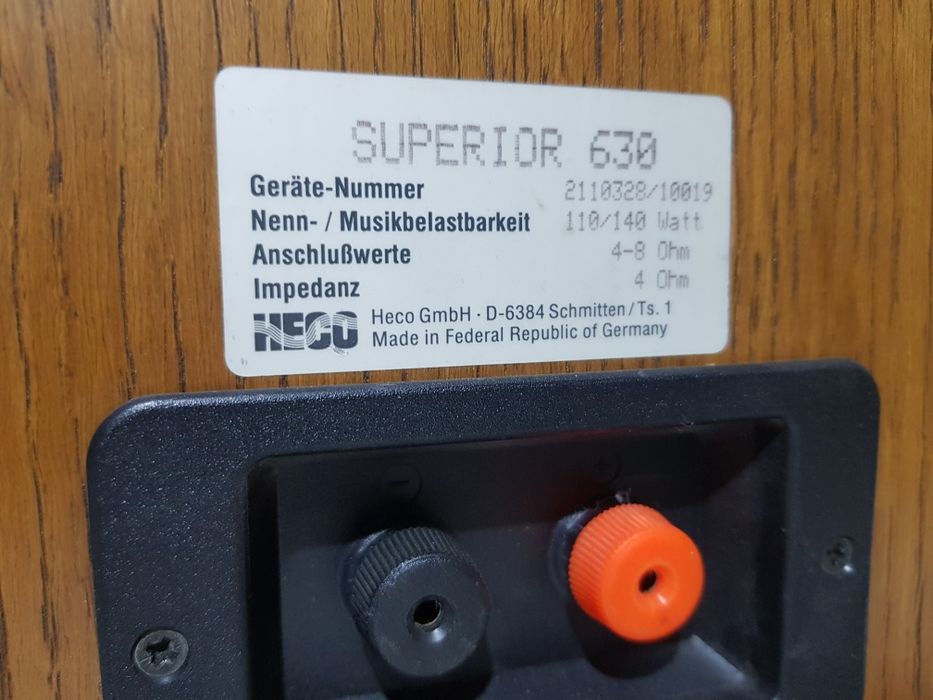 SUPERIOR 630
Geräte-Nummer 2110328/10019
Nenn- / Musikbelastbarkeit 110/140 Watt
Anschlußwerte 4-8 Ohm
Impedanz 4 Ohm
HECO
Heco GmbH · D-6384 Schmitten/Ts. 1
Made in Federal Republic of Germany
- +